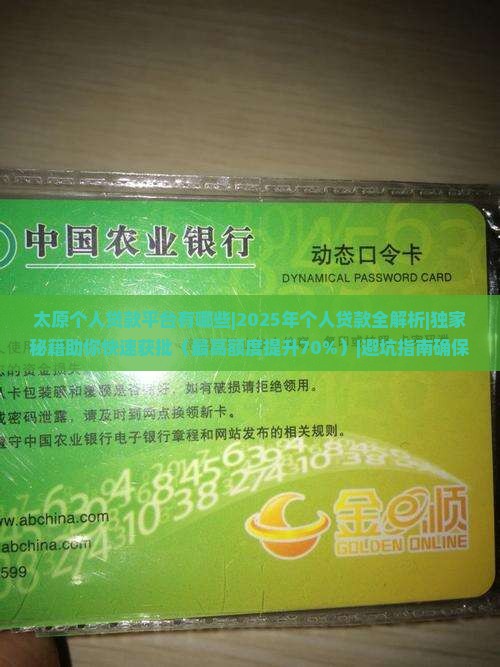 中国农业银行
动态口令卡
DYNAMICAL PASSWORD CARD
太原个人贷款平台有哪些|2025年个人贷款全解析|独家
秘籍助你快速获批（最高额度提升70%）|避坑指南确保
卡包装膜和覆膜是否完好，如有破损请拒绝领用。
或密码泄露，请及时到网点换领新卡。
遵守中国农业银行电子银行章程和网站发布的相关规则。
www.abchina.com
abchina.com
599
金e顺
GOLDEN ONLINE